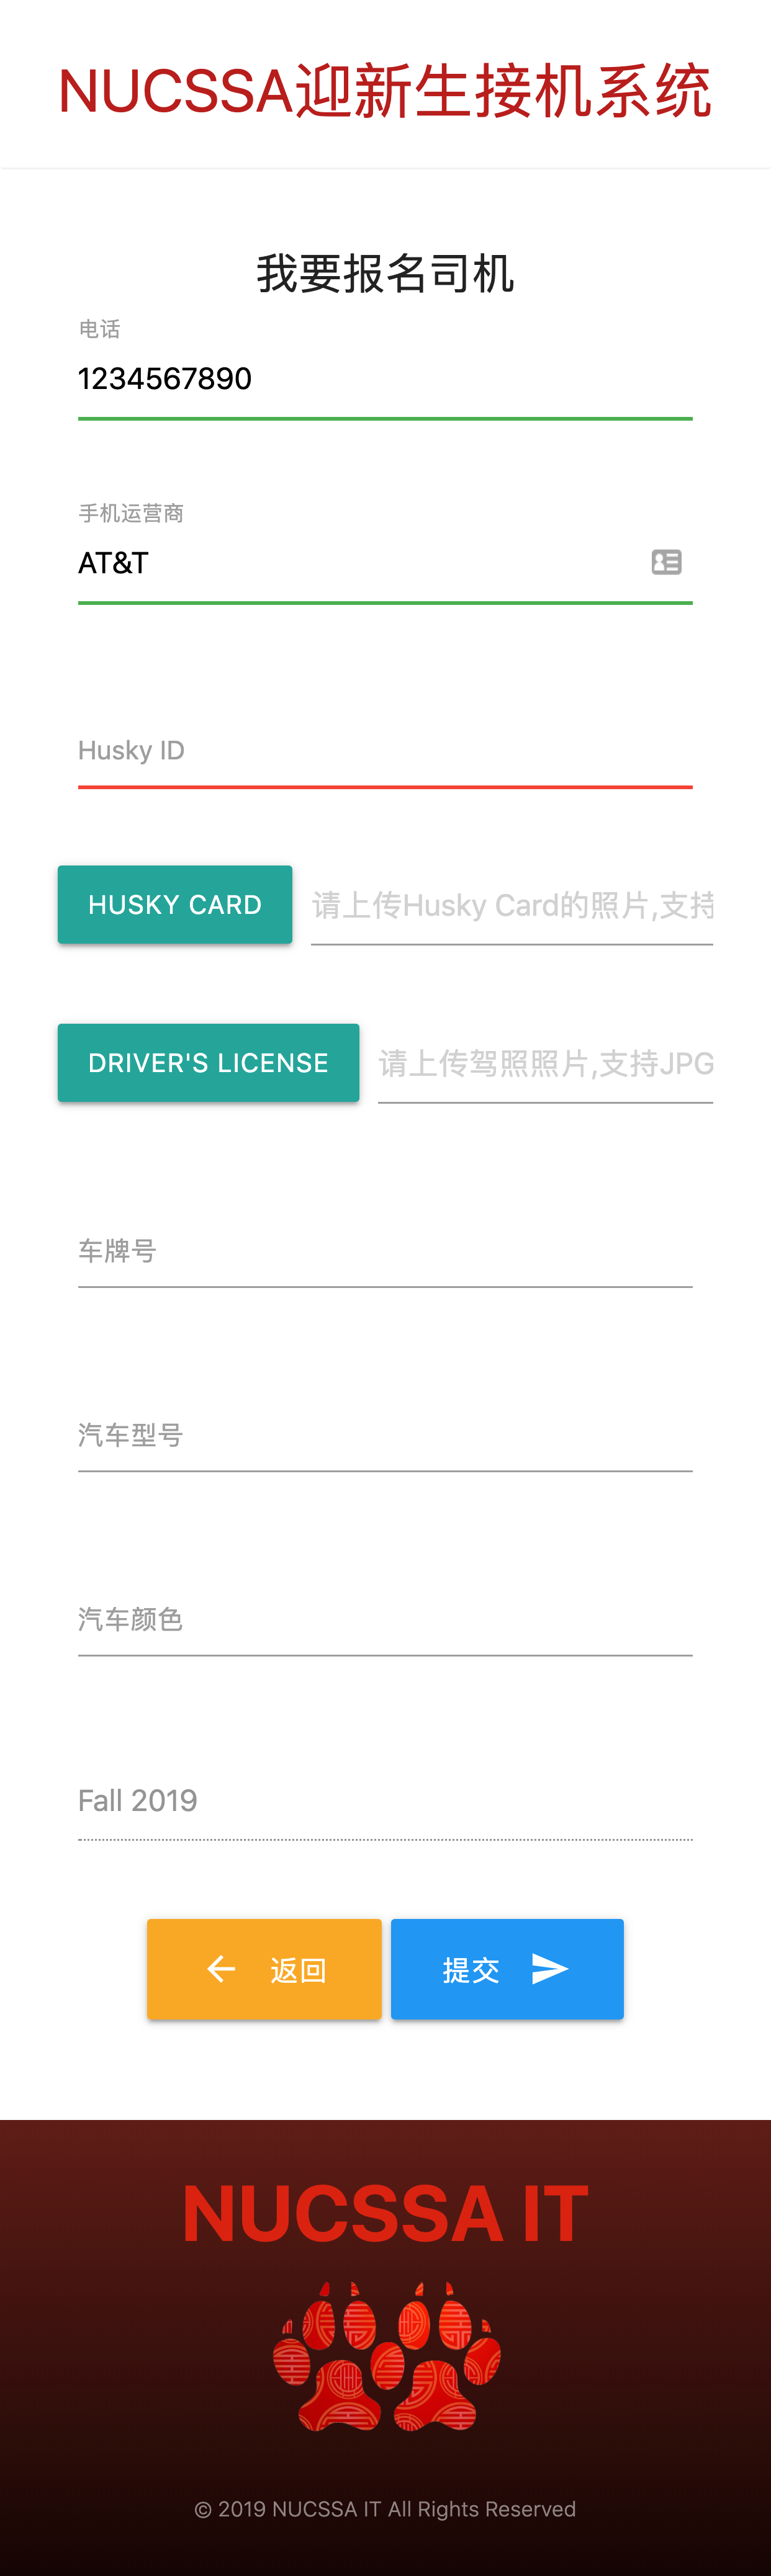 NUCSSA迎新生接机系统
我要报名司机
电话
1234567890
手机运营商
AT&T
Husky ID
HUSKY CARD
请上传Husky Card的照片,支持
DRIVER'S LICENSE
请上传驾照照片,支持JPG
车牌号
汽车型号
汽车颜色
Fall 2019
返回
提交
NUCSSA IT
© 2019 NUCSSA IT All Rights Reserved